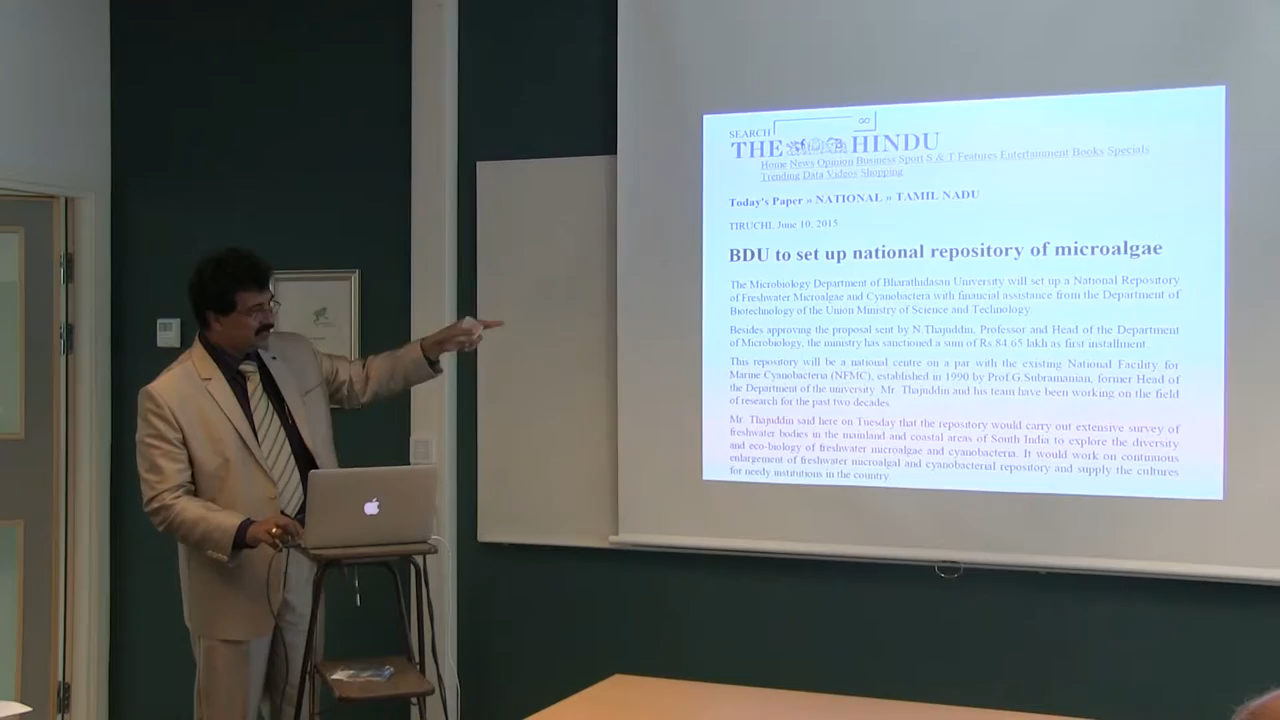 SEARCH
THE HINDU
Home News Opinion Business Sport S & T Features Entertainment Books Specials
Trending Data Videos Shopping
Today's Paper » NATIONAL » TAMIL NADU
TIRUCHI, June 10, 2015
BDU to set up national repository of microalgae
The Microbiology Department of Bharathidasan University will set up a National Repository
of Freshwater Microalgae and Cyanobactera with financial assistance from the Department of
Biotechnology of the Union Ministry of Science and Technology.
Besides approving the proposal sent by N.Thajuddin, Professor and Head of the Department
of Microbiology, the ministry has sanctioned a sum of Rs.84.65 lakh as first installment.
This repository will be a national centre on a par with the existing National Facility for
Marine Cyanobacteria (NFMC), established in 1990 by Prof.G.Subramanian, former Head of
the Department of the university. Mr. Thajuddin and his team have been working on the field
of research for the past two decades.
Mr. Thajuddin said here on Tuesday that the repository would carry out extensive survey of
freshwater bodies in the mainland and coastal areas of South India to explore the diversity
and eco-biology of freshwater microalgae and cyanobacteria. It would work on continuous
enlargement of freshwater microalgal and cyanobacterial repository and supply the cultures
for needy institutions in the country.